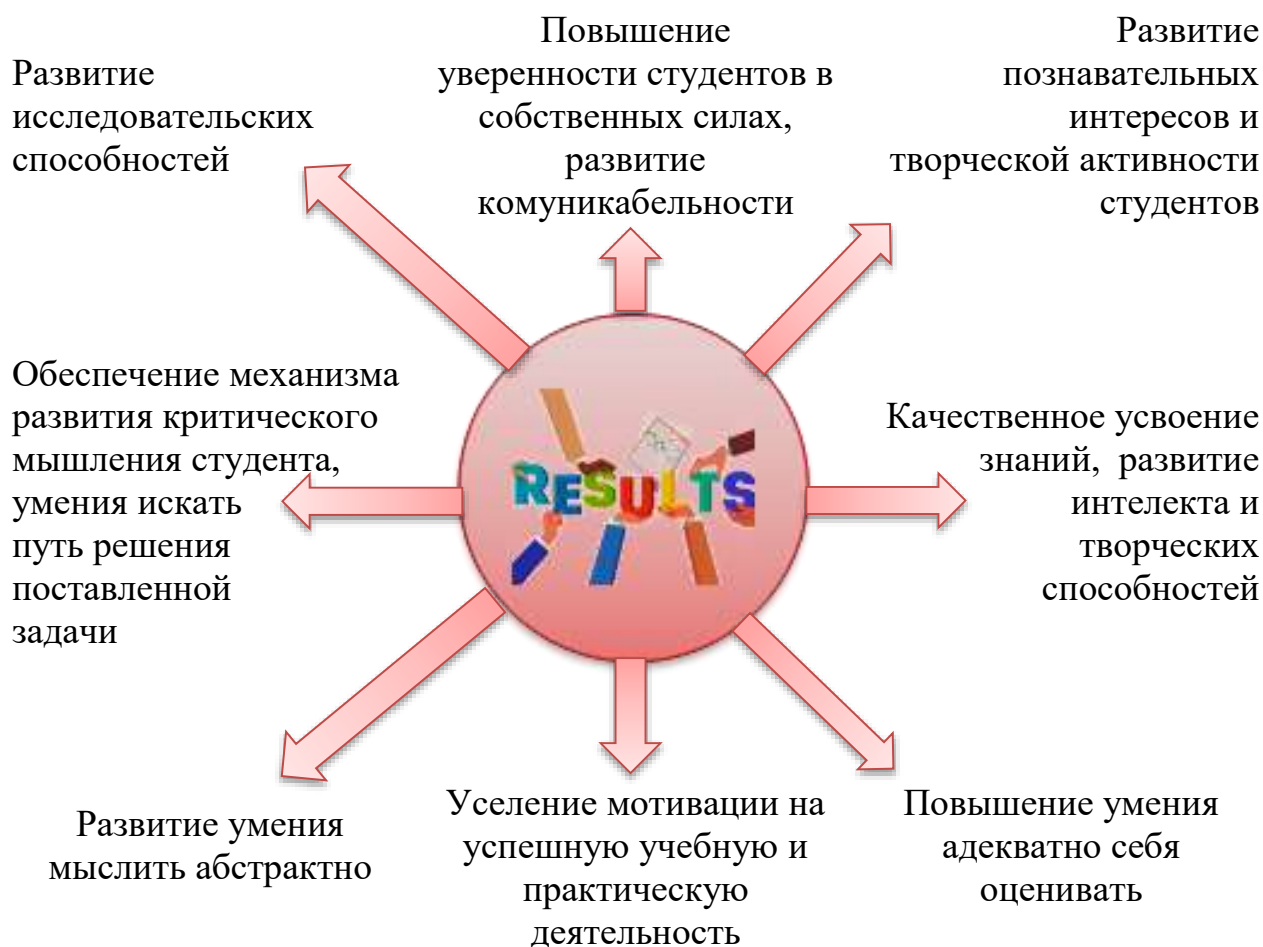 Развитие
исследовательских
способностей
Повышение
уверенности студентов в
собственных силах,
развитие
комуникабельности
Развитие
познавательных
интересов и
творческой активности
студентов
Обеспечение механизма
развития критического
мышления студента,
умения искать
путь решения
поставленной
задачи
RESULTS
Качественное усвоение
знаний, развитие
интелекта и
творческих
способностей
Развитие умения
мыслить абстрактно
Уселение мотивации на
успешную учебную и
практическую
деятельность
Повышение умения
адекватно себя
оценивать